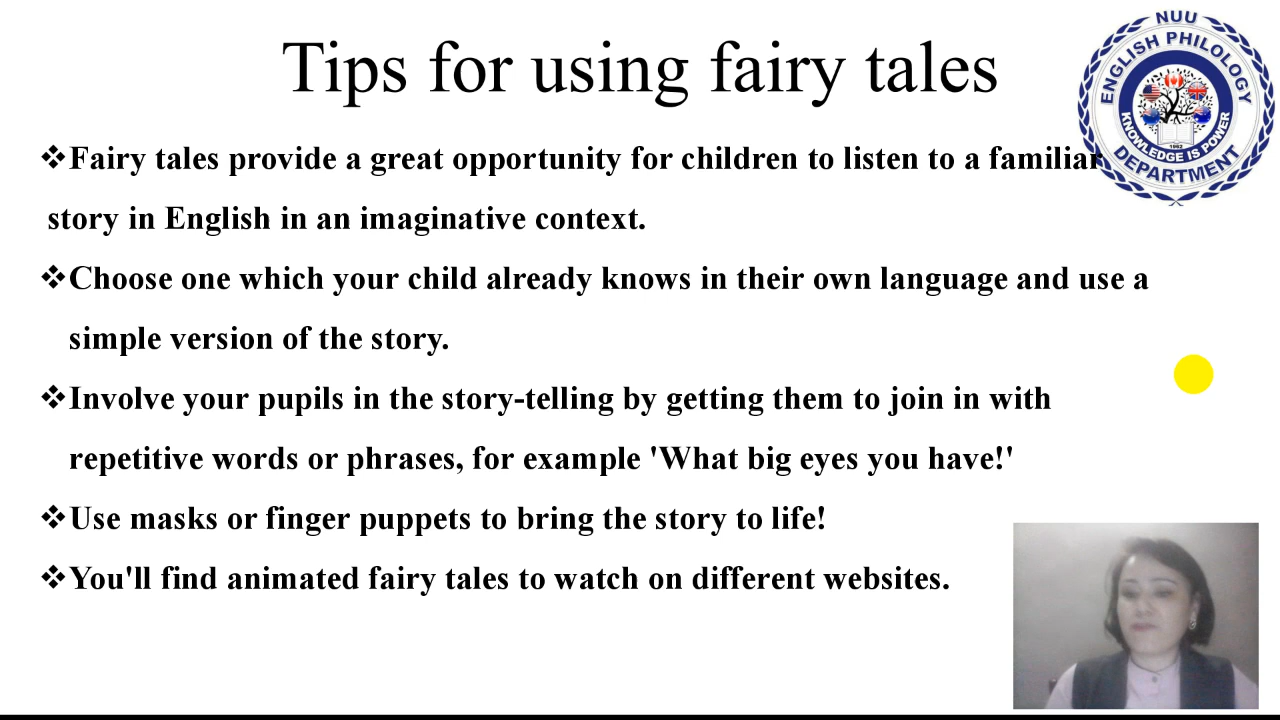 Tips for using fairy tales
NUU
ENGLISH PHILOLOGY
KNOWLEDGE IS POWER
1962
DEPARTMENT
❖Fairy tales provide a great opportunity for children to listen to a familiar
story in English in an imaginative context.
❖Choose one which your child already knows in their own language and use a
simple version of the story.
❖Involve your pupils in the story-telling by getting them to join in with
repetitive words or phrases, for example 'What big eyes you have!'
❖Use masks or finger puppets to bring the story to life!
❖You'll find animated fairy tales to watch on different websites.